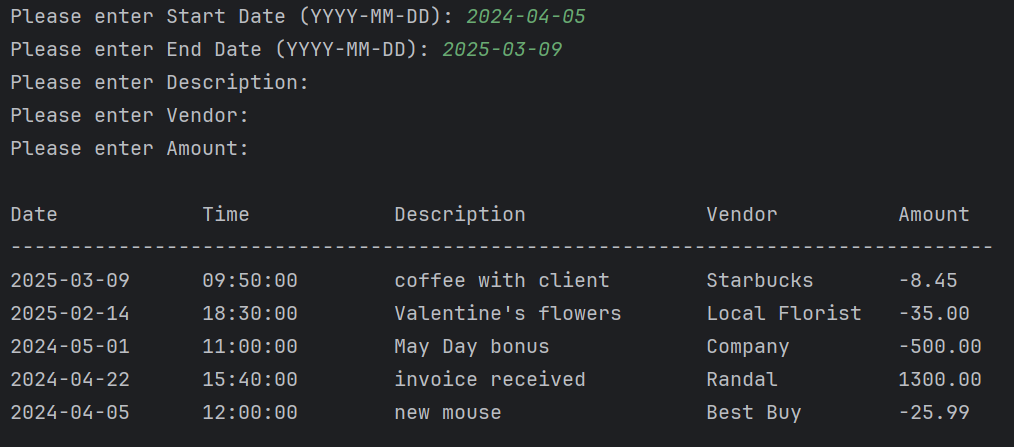 Please enter Start Date (YYYY-MM-DD): 2024-04-05
Please enter End Date (YYYY-MM-DD): 2025-03-09
Please enter Description:
Please enter Vendor:
Please enter Amount:
Date Time Description Vendor Amount
----------------------------------------------------------------------------------
2025-03-09 09:50:00 coffee with client Starbucks -8.45
2025-02-14 18:30:00 Valentine's flowers Local Florist -35.00
2024-05-01 11:00:00 May Day bonus Company -500.00
2024-04-22 15:40:00 invoice received Randal 1300.00
2024-04-05 12:00:00 new mouse Best Buy -25.99